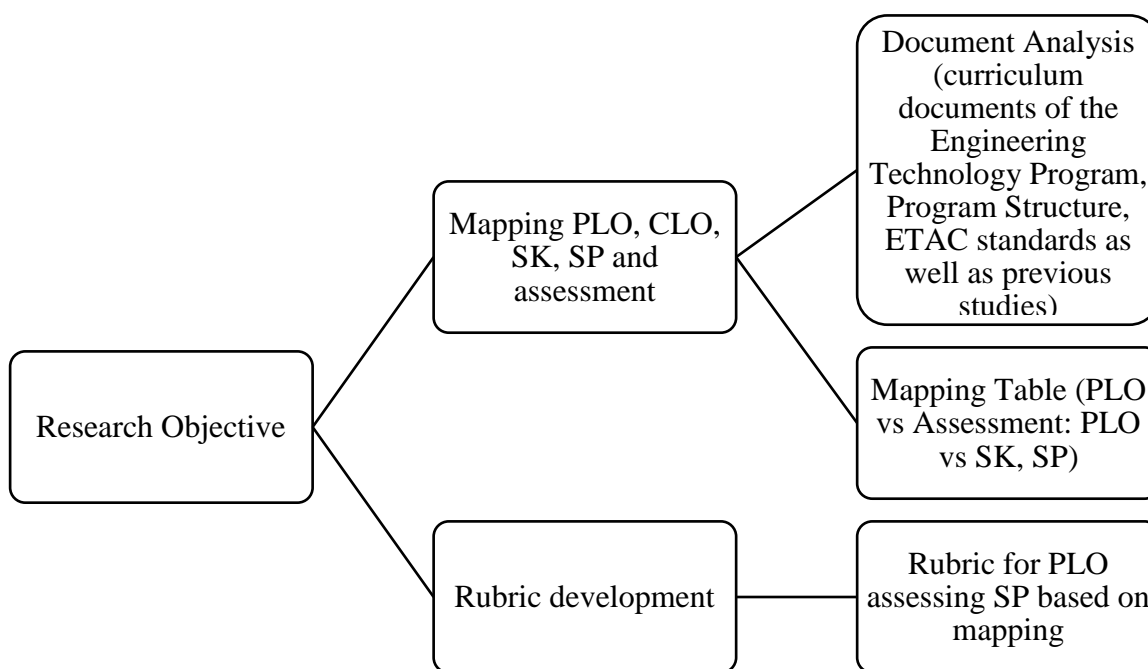 Document Analysis
(curriculum
documents of the
Engineering
Technology Program,
Program Structure,
ETAC standards as
well as previous
studies)
Mapping PLO, CLO,
SK, SP and
assessment
Mapping Table (PLO
vs Assessment: PLO
vs SK, SP)
Research Objective
Rubric development
Rubric for PLO
assessing SP based on
mapping